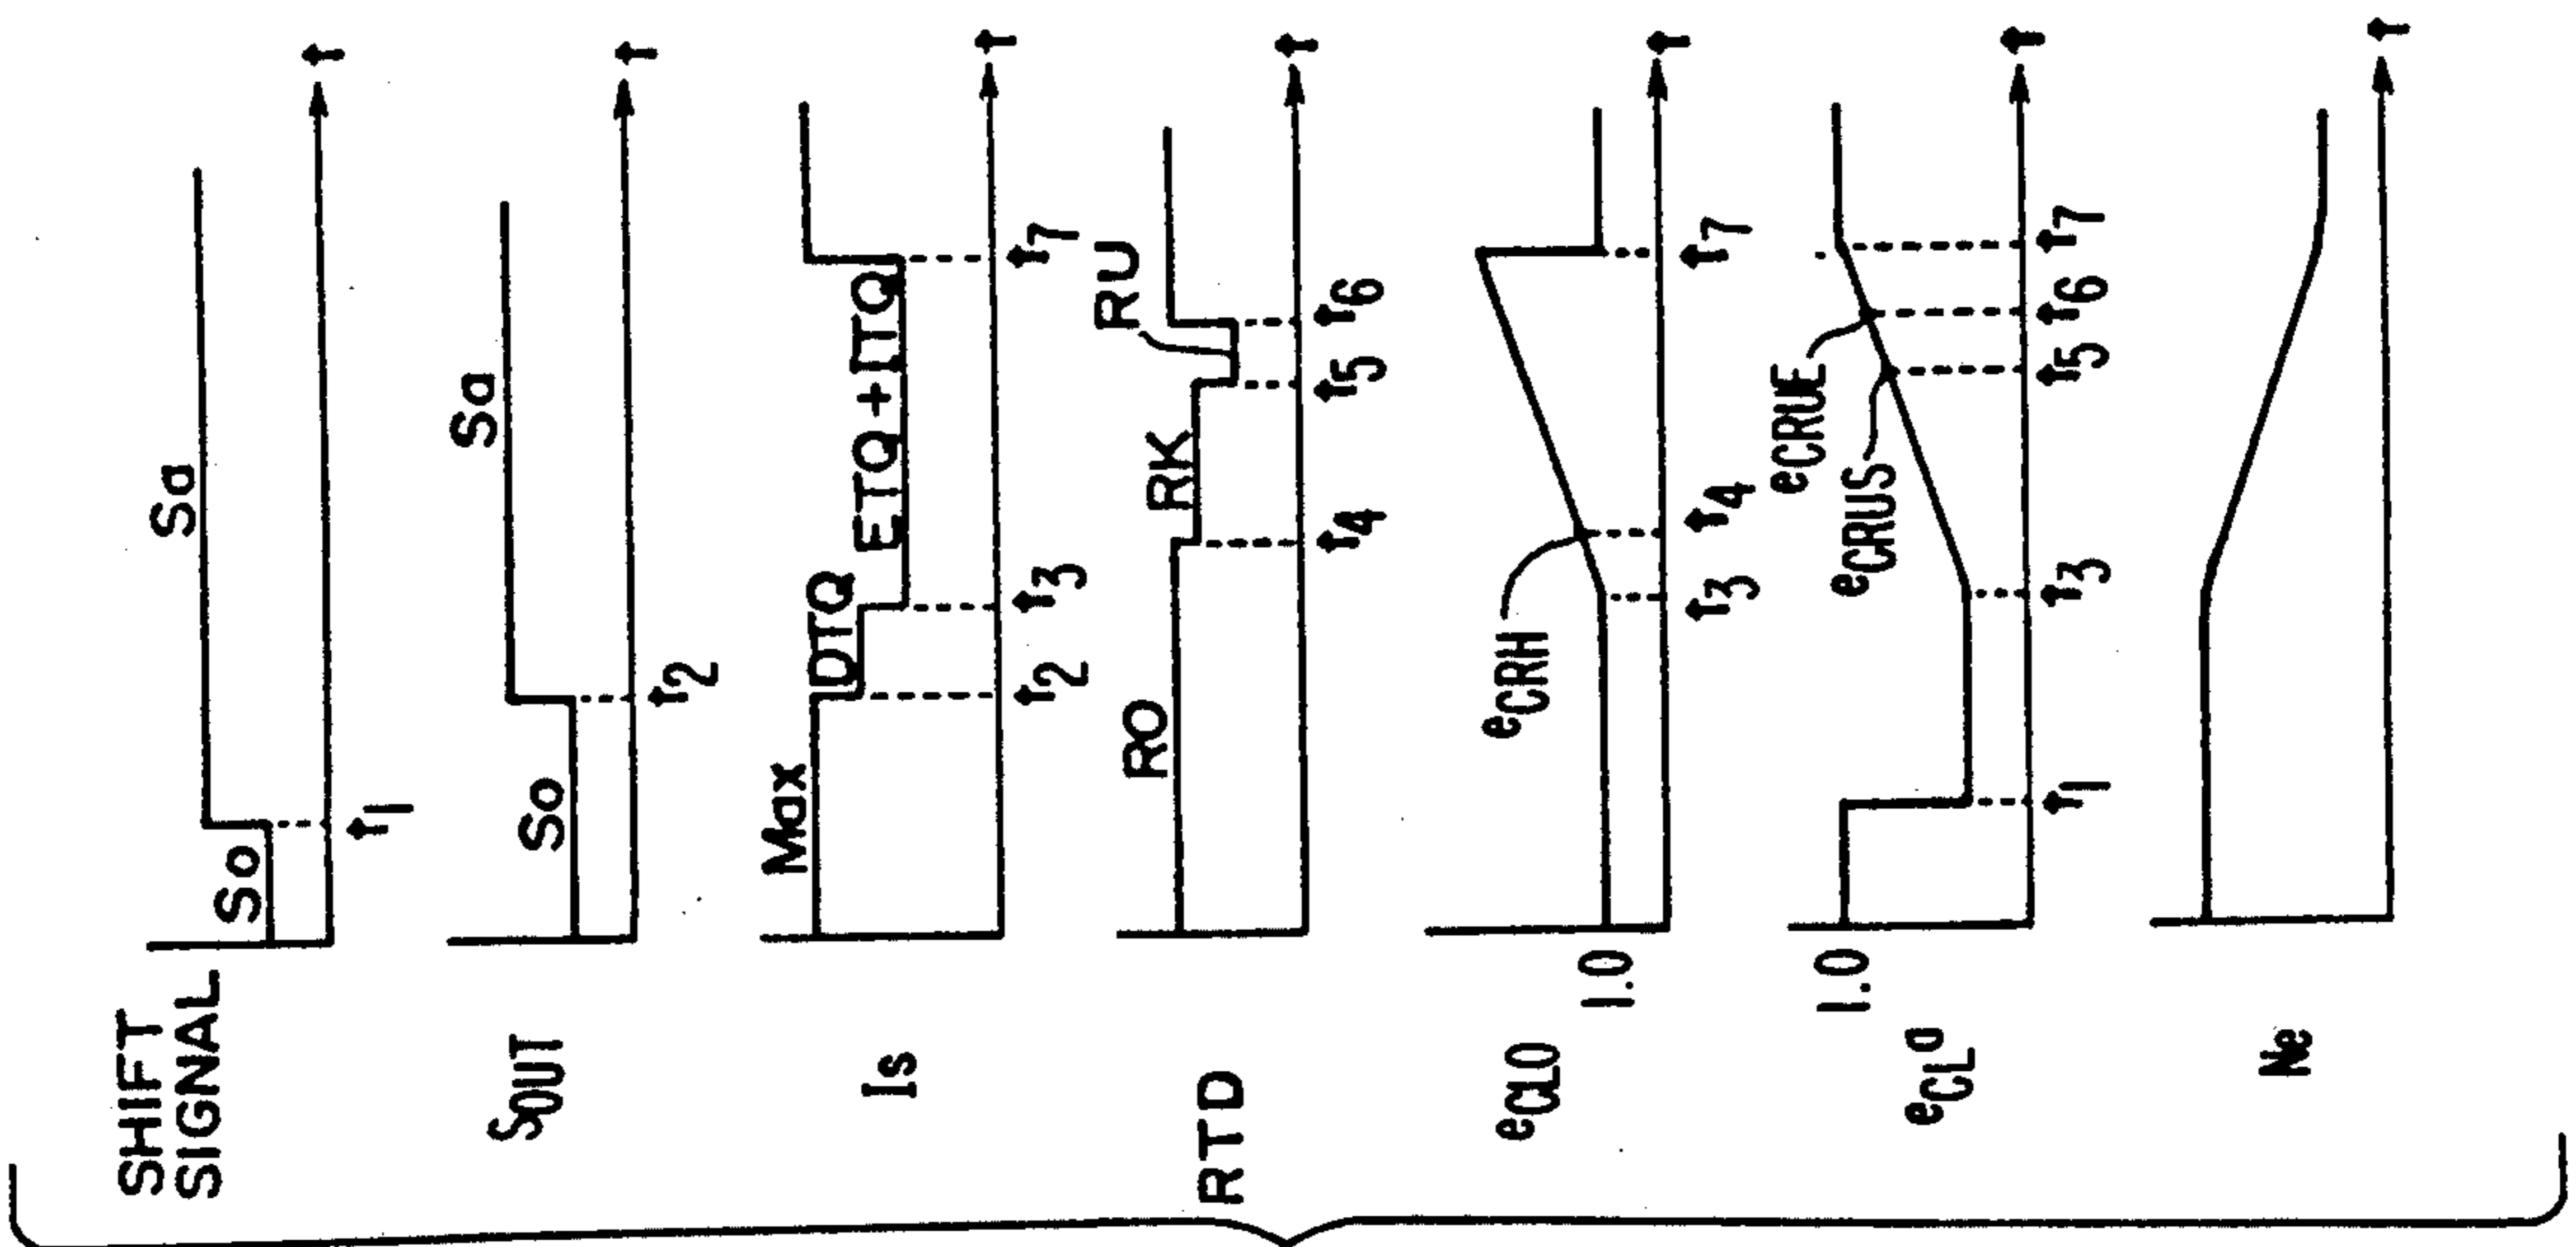 SHIFT
SIGNAL
So
Sa
t1
t
SOUT
So
Sa
t2
t
Is
Max
DTQ
ETQ + ITQ
t2
t3
t7
t
RTD
RO
RK
RU
t4
t5
t6
t
eCLO
1.0
eCRH
t3
t4
t7
t
eCLa
1.0
eCRUS
eCRUE
t1
t3
t5
t6
t7
t
Ne
t